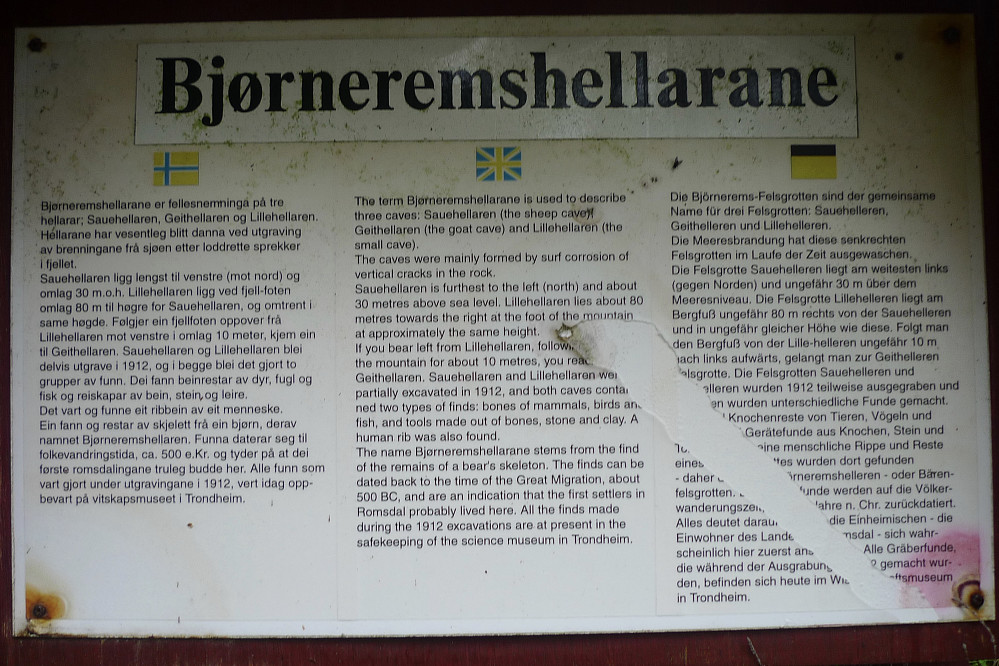 Bjørneremshellarane
Bjørneremshellarane er fellesnemninga på tre
hellarar; Sauehellaren, Geithellaren og Lillehellaren.
Hellarane har vesentleg blitt danna ved utgraving
av brenningane frå sjøen etter loddrette sprekker
i fjellet.
Sauehellaren ligg lengst til venstre (mot nord) og
omlag 30 m.o.h. Lillehellaren ligg ved fjell-foten
omlag 80 m til høgre for Sauehellaren, og omtrent i
same høgde. Følgjer ein fjellfoten oppover frå
Lillehellaren mot venstre i omlag 10 meter, kjem ein
til Geithellaren. Sauehellaren og Lillehellaren blei
delvis utgrave i 1912, og i begge blei det gjort to
grupper av funn. Dei fann beinrestar av dyr, fugl og
fisk og reiskapar av bein, stein og leire.
Det vart og funne eit ribbein av eit menneske.
Ein fann og restar av skjelett frå ein bjørn, derav
namnet Bjørneremshellaren. Funna daterar seg til
folkevandringstida, ca. 500 e.Kr. og tyder på at dei
første romsdalingane truleg budde her. Alle funn som
vart gjort under utgravingane i 1912, vert idag opp-
bevart på vitskapsmuseet i Trondheim.
The term Bjørneremshellarane is used to describe
three caves: Sauehellaren (the sheep cave)
Geithellaren (the goat cave) and Lillehellaren (the
small cave).
The caves were mainly formed by surf corrosion of
vertical cracks in the rock.
Sauehellaren is furthest to the left (north) and about
30 metres above sea level. Lillehellaren lies about 80
metres towards the right at the foot of the mountain
at approximately the same height.
If you bear left from Lillehellaren, follow
the mountain for about 10 metres, you
Geithellaren. Sauehellaren and Lillehellaren
partially excavated in 1912, and both caves contai-
ned two types of finds: bones of mammals, birds and
fish, and tools made out of bones, stone and clay. A
human rib was also found.
The name Bjørneremshellaren stems from the find
of the remains of a bear's skeleton. The finds can be
dated back to the time of the Great Migration, about
500 BC, and are an indication that the first settlers in
Romsdal probably lived here. All the finds made
during the 1912 excavations are at present in the
safekeeping of the science museum in Trondheim.
Die Björnerems-Felsgrotten sind der gemeinsame
Name für drei Felsgrotten: Sauehelleren,
Geithelleren und Lillehelleren.
Die Meeresbrandung hat diese senkrechten
Felsgrotten im Laufe der Zeit ausgewaschen.
Die Felsgrotte Sauehelleren liegt am weitesten links
(gegen Norden) und ungefähr 30 m über dem
Meeresniveau. Die Felsgrotte Lillehelleren liegt am
Bergfuß ungefähr 80 m rechts von der Sauehelleren
und in ungefähr gleicher Höhe wie diese. Folgt man
den Bergfuß von der Lille-helleren ungefähr 10 m
nach links aufwärts, gelangt man zur Geithelleren
Felsgrotte. Die Felsgrotten Sauehelleren und
elleren wurden 1912 teilweise ausgegraben und
en wurden unterschiedliche Funde gemacht.
Knochenreste von Tieren, Vögeln und
Gerätefunde aus Knochen, Stein und
eine menschliche Rippe und Reste
eines tes wurden dort gefunden
- daher örneremshelleren - oder Bären-
felsgrotten. funde werden auf die Völker-
wanderungszeit, Jahre n. Chr. zurückdatiert.
Alles deutet darau die Einheimischen - die
Einwohner des Lande msdal - sich wahr-
scheinlich hier zuerst ans Alle Gräberfunde,
die während der Ausgrabung 2 gemacht wur-
den, befinden sich heute im Wis ftsmuseum
in Trondheim.